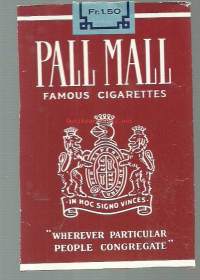 Fr.1.50
PALL MALL
FAMOUS CIGARETTES
IN HOC SIGNO VINCES
"WHEREVER PARTICULAR
PEOPLE CONGREGATE"